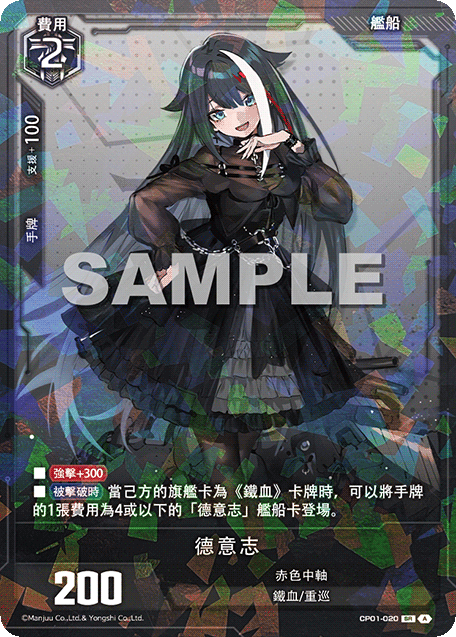 費用
2
艦船
支援+100
手牌
SAMPLE
■ 強擊+300
■ 被擊破時 當己方的旗艦卡為《鐵血》卡牌時，可以將手牌
的1張費用為4或以下的「德意志」艦船卡登場。
德意志
200
赤色中軸
鐵血/重巡
©Manjuu Co.,Ltd.& Yongshi Co.,Ltd.
CP01-020 SR A